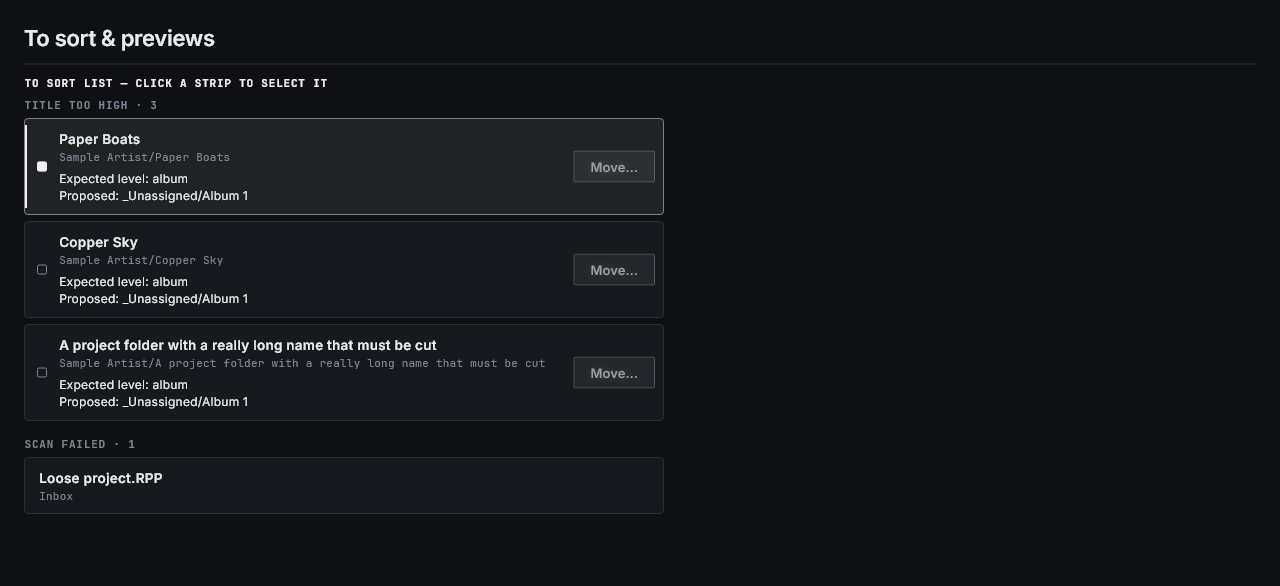 To sort & previews
TO SORT LIST — CLICK A STRIP TO SELECT IT
TITLE TOO HIGH · 3
Paper Boats
Sample Artist/Paper Boats
Expected level: album
Proposed: _Unassigned/Album 1
Move...
Copper Sky
Sample Artist/Copper Sky
Expected level: album
Proposed: _Unassigned/Album 1
Move...
A project folder with a really long name that must be cut
Sample Artist/A project folder with a really long name that must be cut
Expected level: album
Proposed: _Unassigned/Album 1
Move...
SCAN FAILED · 1
Loose project.RPP
Inbox